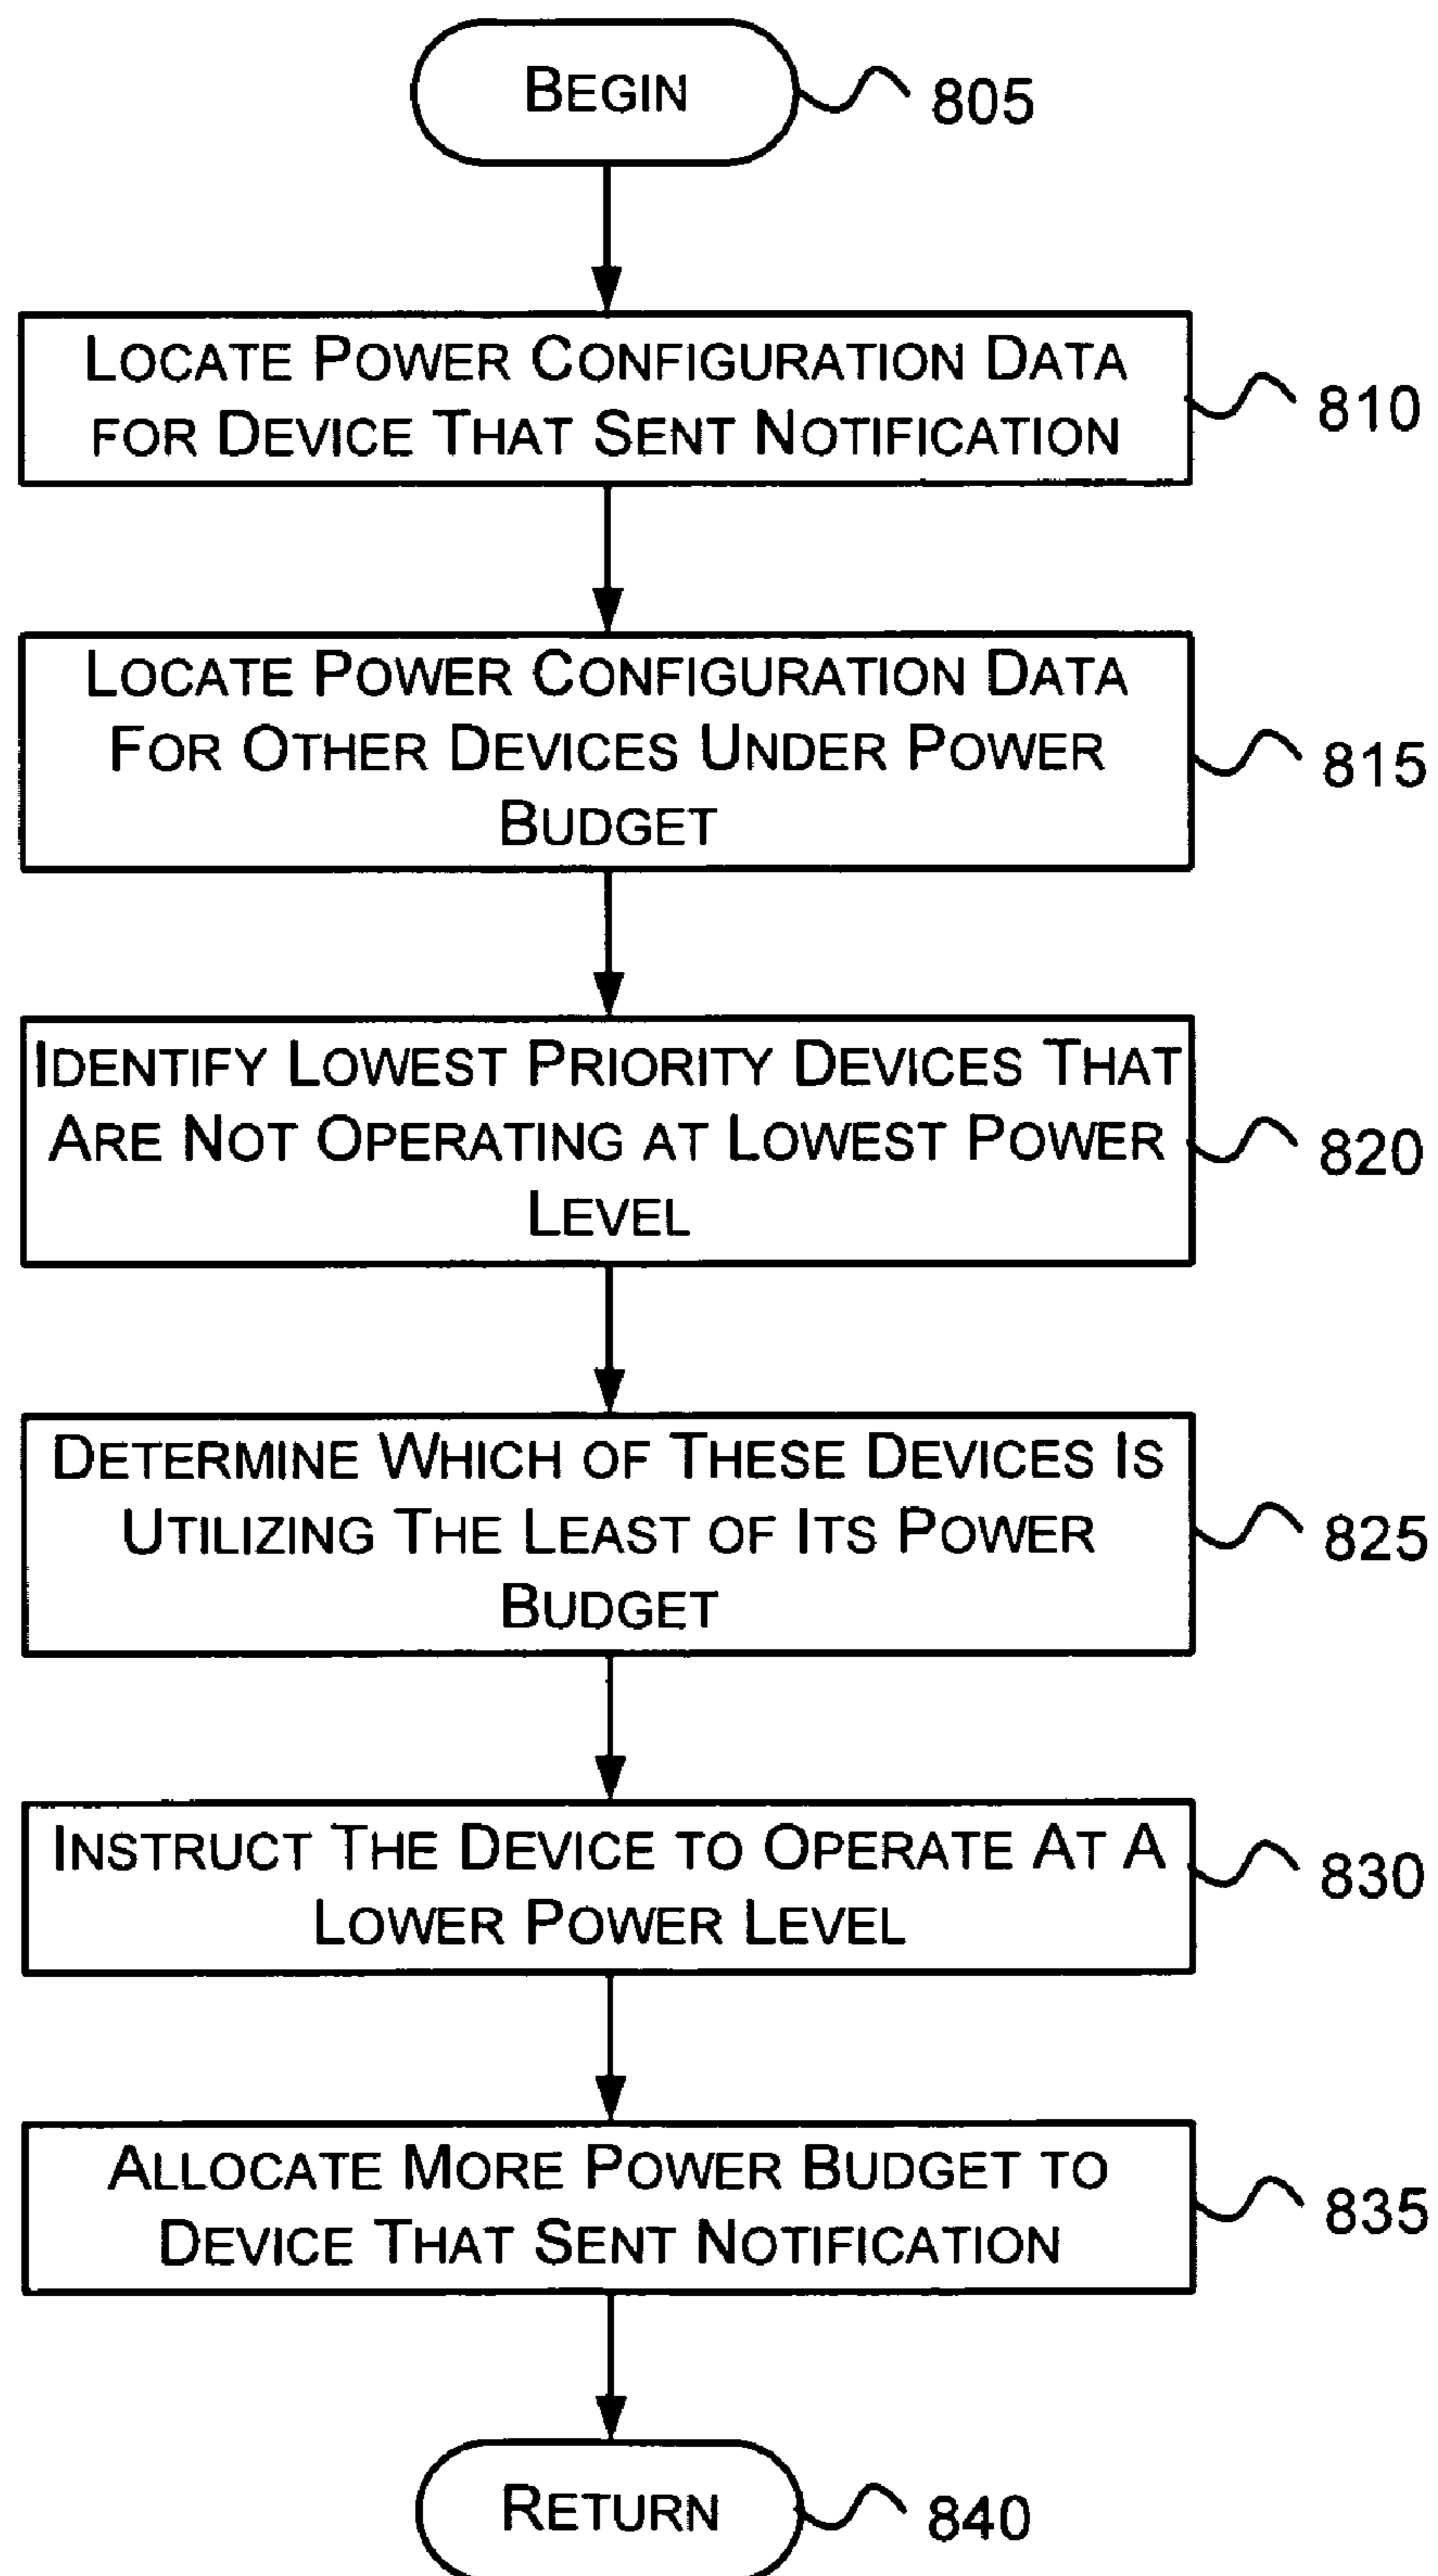 BEGIN
805
LOCATE POWER CONFIGURATION DATA
FOR DEVICE THAT SENT NOTIFICATION
810
LOCATE POWER CONFIGURATION DATA
FOR OTHER DEVICES UNDER POWER
BUDGET
815
IDENTIFY LOWEST PRIORITY DEVICES THAT
ARE NOT OPERATING AT LOWEST POWER
LEVEL
820
DETERMINE WHICH OF THESE DEVICES IS
UTILIZING THE LEAST OF ITS POWER
BUDGET
825
INSTRUCT THE DEVICE TO OPERATE AT A
LOWER POWER LEVEL
830
ALLOCATE MORE POWER BUDGET TO
DEVICE THAT SENT NOTIFICATION
835
RETURN
840